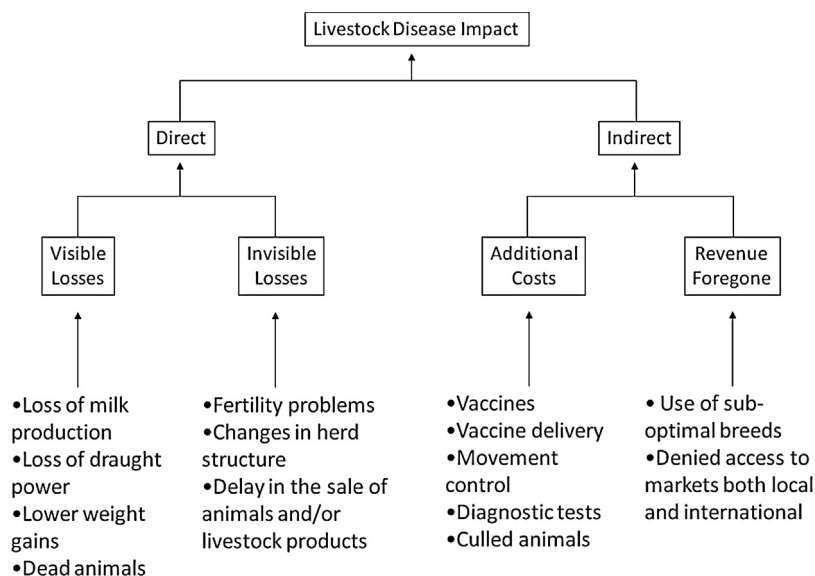 Livestock Disease Impact
Direct
Indirect
Visible
Losses
Invisible
Losses
Additional
Costs
Revenue
Foregone
•Loss of milk
production
•Loss of draught
power
•Lower weight
gains
•Dead animals
•Fertility problems
•Changes in herd
structure
•Delay in the sale of
animals and/or
livestock products
•Vaccines
•Vaccine delivery
•Movement
control
•Diagnostic tests
•Culled animals
• Use of sub-
optimal breeds
•Denied access to
markets both local
and international